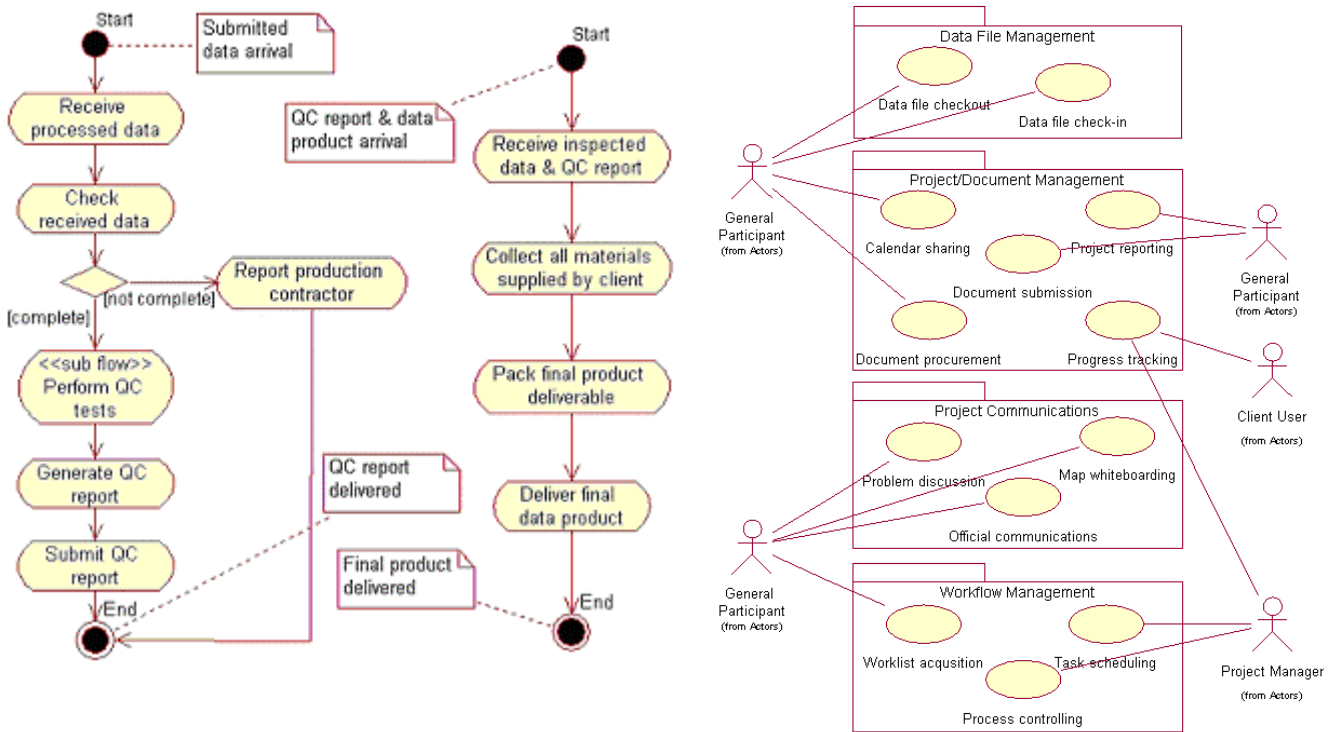 Start
Submitted
data arrival
Receive
processed data
Check
received data
[not complete]
[complete]
Report production
contractor
<<sub flow>>
Perform QC
tests
Generate QC
report
Submit QC
report
End
QC report
delivered
Start
QC report & data
product arrival
Receive inspected
data & QC report
Collect all materials
supplied by client
Pack final product
deliverable
Deliver final
data product
Final product
delivered
End
Data File Management
Data file checkout
Data file check-in
General
Participant
(from Actors)
Project/Document Management
Calendar sharing
Project reporting
Document submission
Document procurement
Progress tracking
General
Participant
(from Actors)
Client User
(from Actors)
Project Communications
Problem discussion
Map whiteboarding
Official communications
General
Participant
(from Actors)
Workflow Management
Worklist acqusition
Task scheduling
Process controlling
Project Manager
(from Actors)